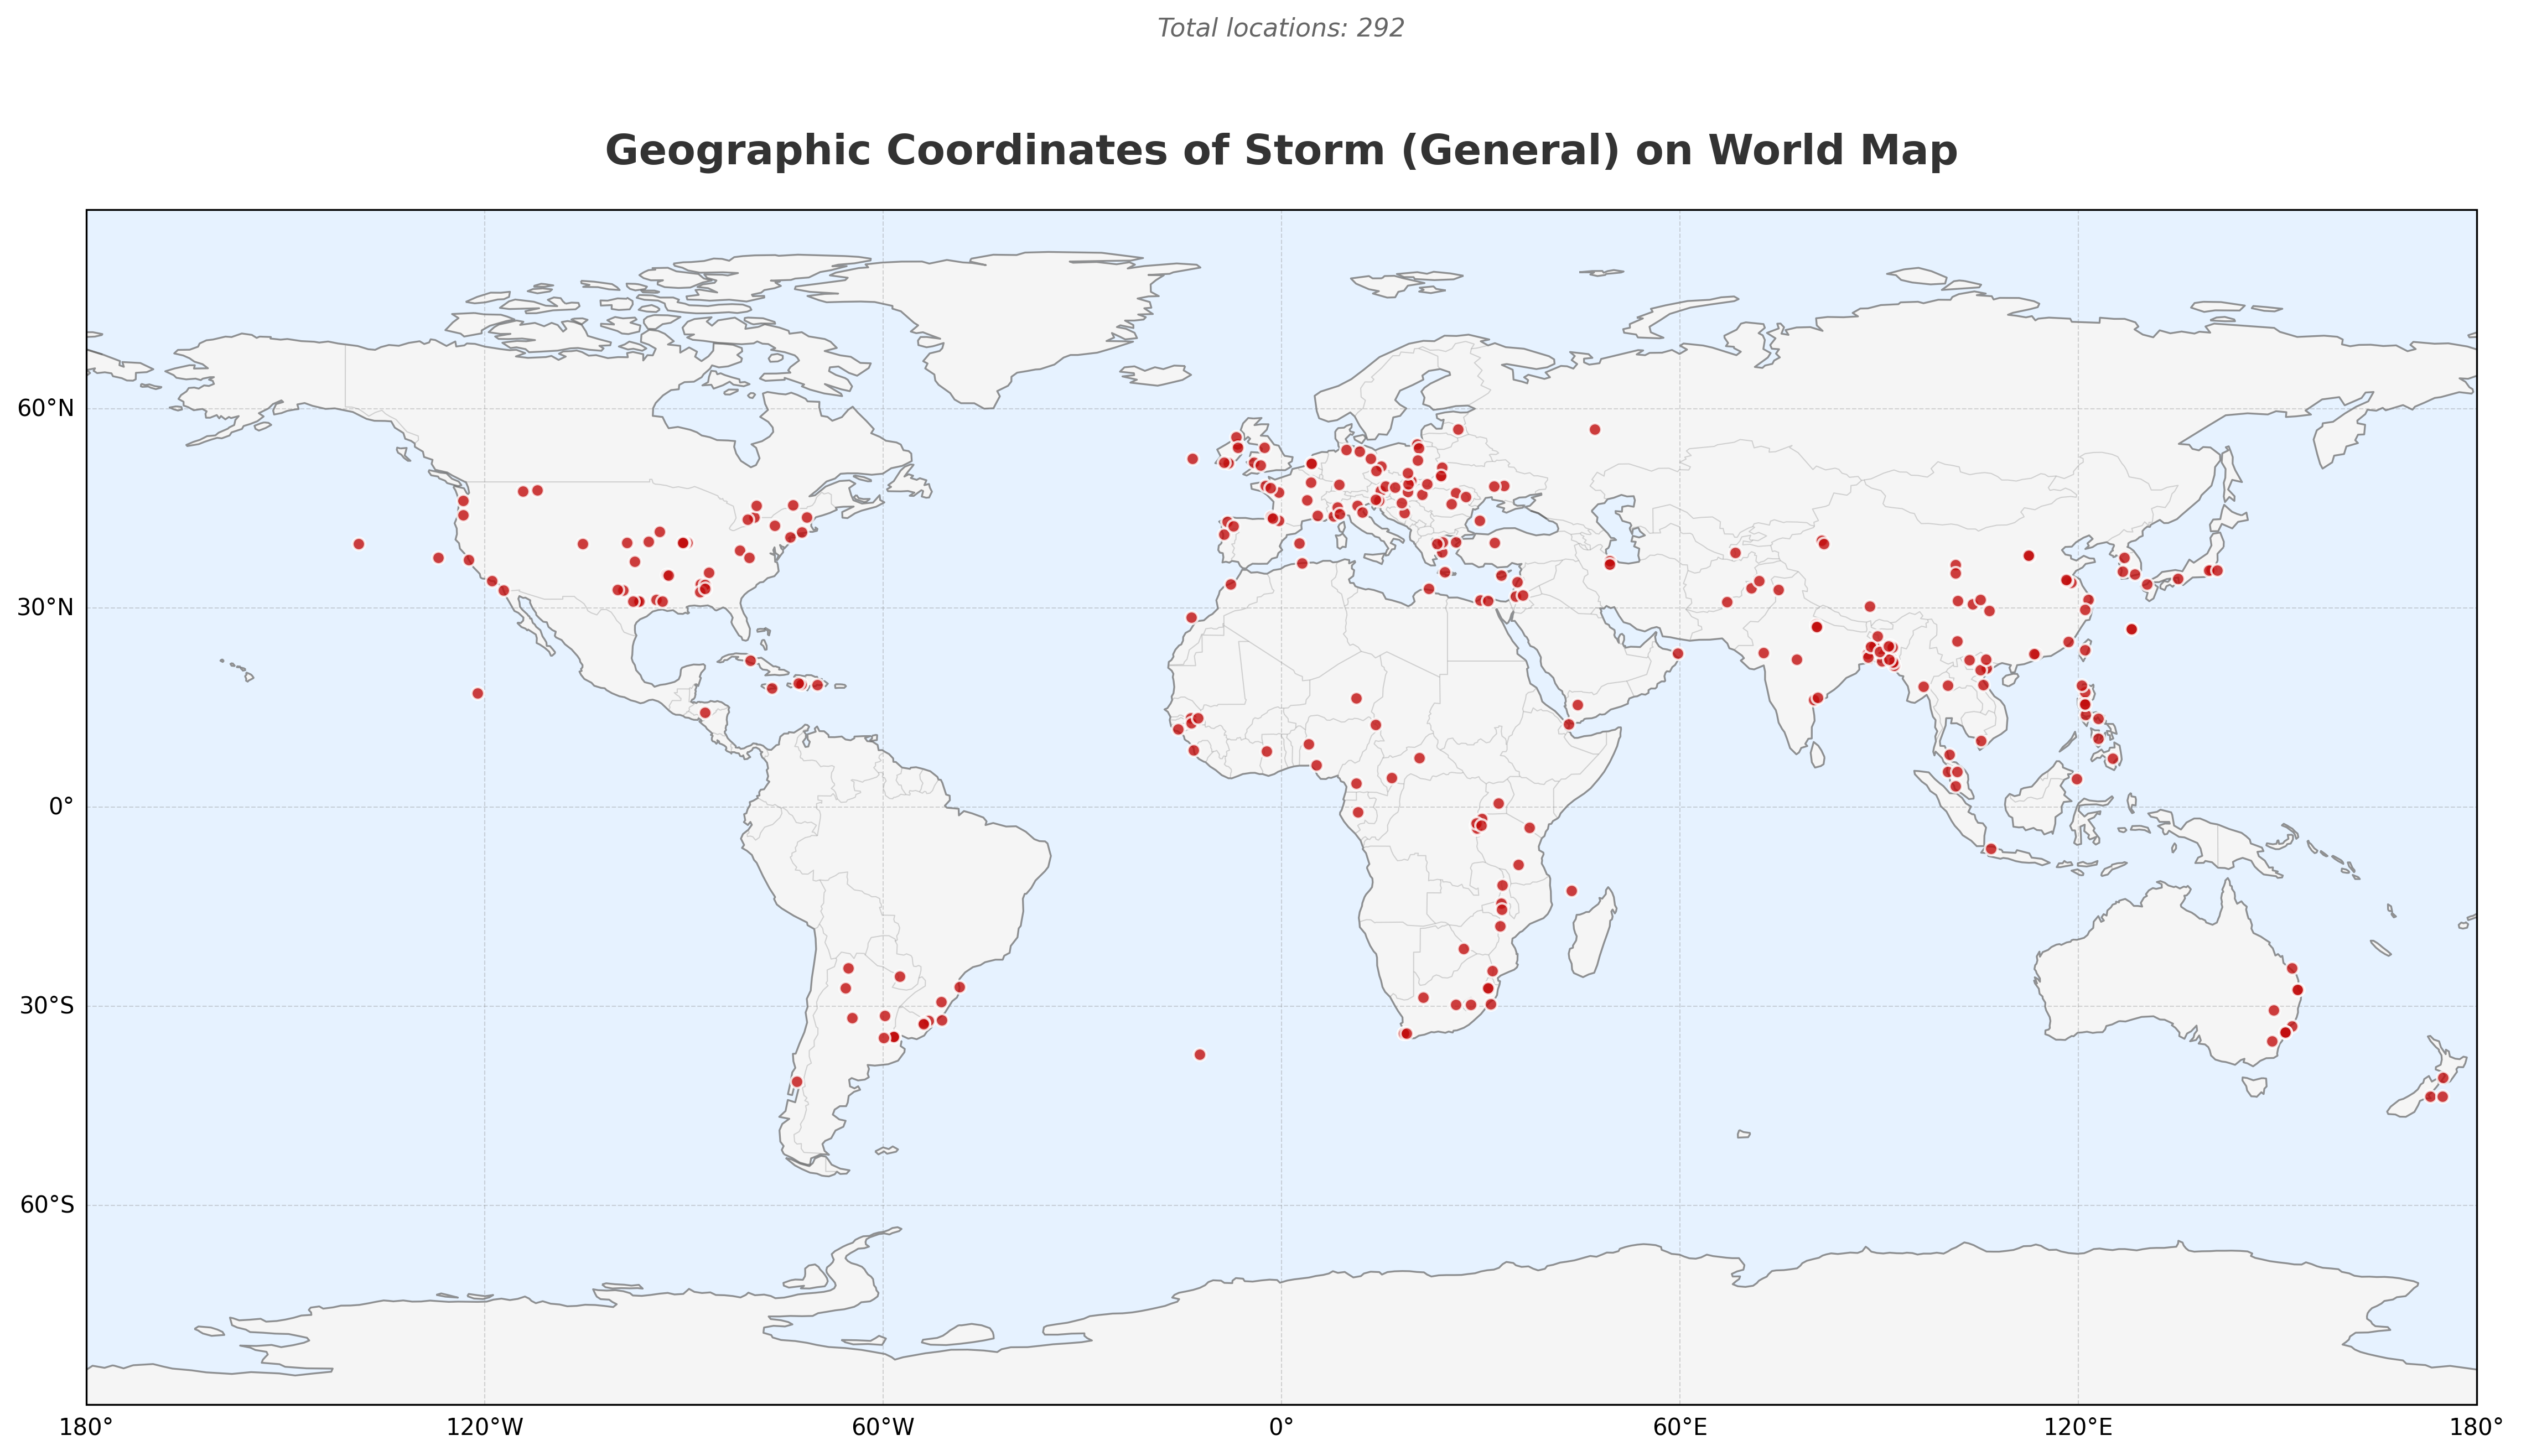 Total locations: 292
Geographic Coordinates of Storm (General) on World Map
60°N
30°N
0°
30°S
60°S
180° 120°W 60°W 0° 60°E 120°E 180°